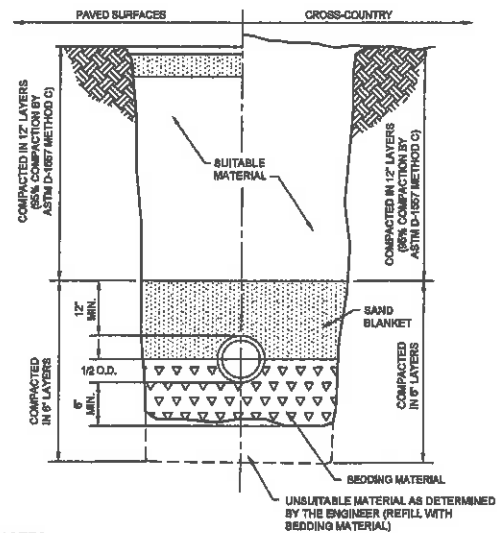 PAVED SURFACES
CROSS-COUNTRY
COMPACTED IN 12" LAYERS
(95% COMPACTION BY
ASTM D-1557 METHOD C)
SUITABLE
MATERIAL
COMPACTED IN 12" LAYERS
(95% COMPACTION BY
ASTM D-1557 METHOD C)
12"
MIN.
SAND
BLANKET
1/2 O.D.
COMPACTED
IN 6" LAYERS
6"
MIN.
COMPACTED
IN 6" LAYERS
BEDDING MATERIAL
UNSUITABLE MATERIAL AS DETERMINED
BY THE ENGINEER (REFILL WITH
BEDDING MATERIAL)